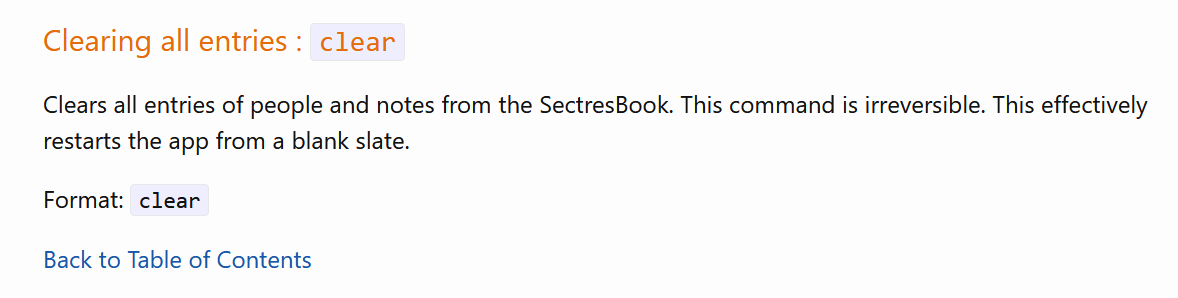 Clearing all entries : clear
Clears all entries of people and notes from the SectresBook. This command is irreversible. This effectively
restarts the app from a blank slate.
Format: clear
Back to Table of Contents